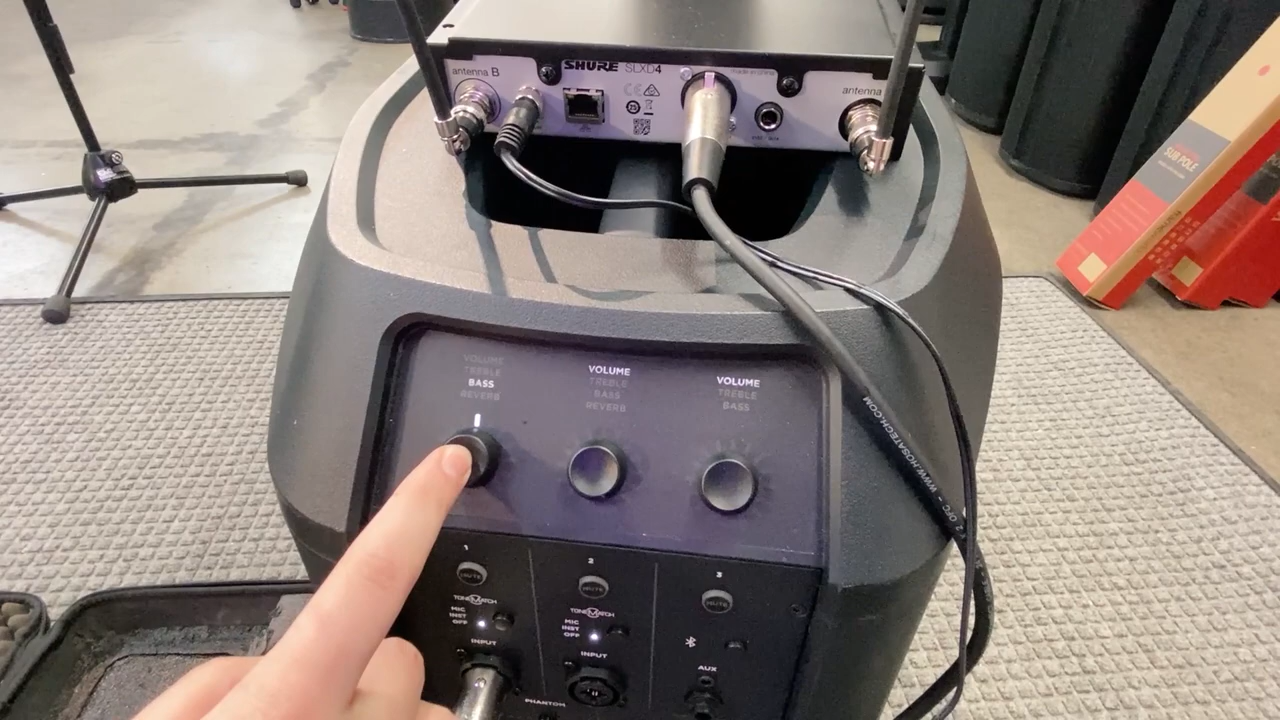 antenna B
SHURE SLXD4
made in china
antenna
SUB POLE
VOLUME
TREBLE
BASS
REVERB
VOLUME
TREBLE
BASS
REVERB
VOLUME
TREBLE
BASS
WWW.HOSATECH.COM
1
MUTE
TONEMATCH
MIC
INST
OFF
INPUT
PHANTOM
2
MUTE
TONEMATCH
MIC
INST
OFF
INPUT
3
MUTE
AUX